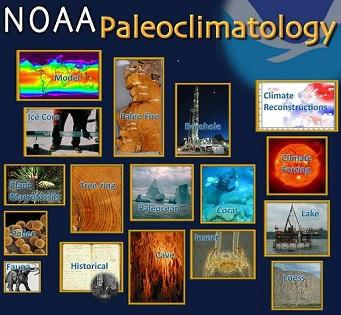 NOAA Paleoclimatology
Model
Ice Core
Paleo Fire
Borehole
Climate
Reconstructions
Plant
Macrofossils
Tree ring
Paleocean
Coral
Climate
Forcing
Pollen
Lake
Fauna
Historical
Cave
Insect
Loess